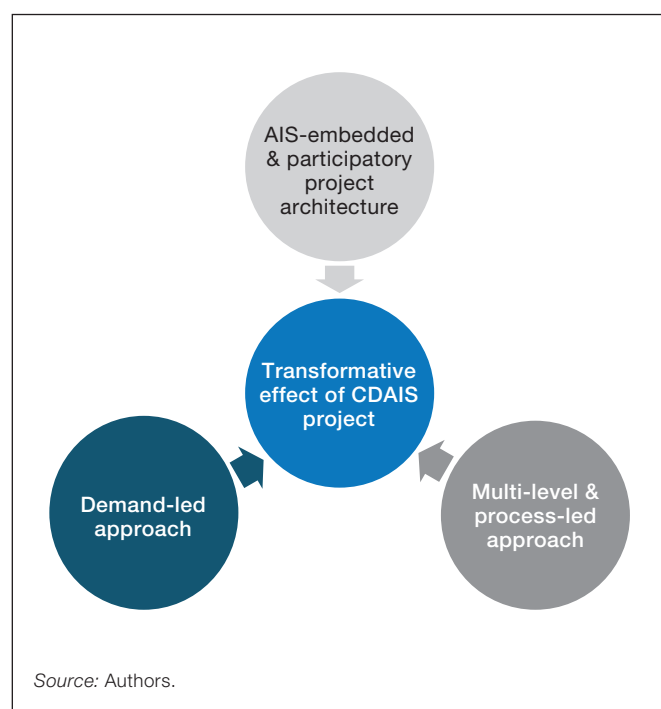 AIS-embedded
& participatory
project
architecture
Transformative
effect of CDAIS
project
Demand-led
approach
Multi-level &
process-led
approach
Source: Authors.